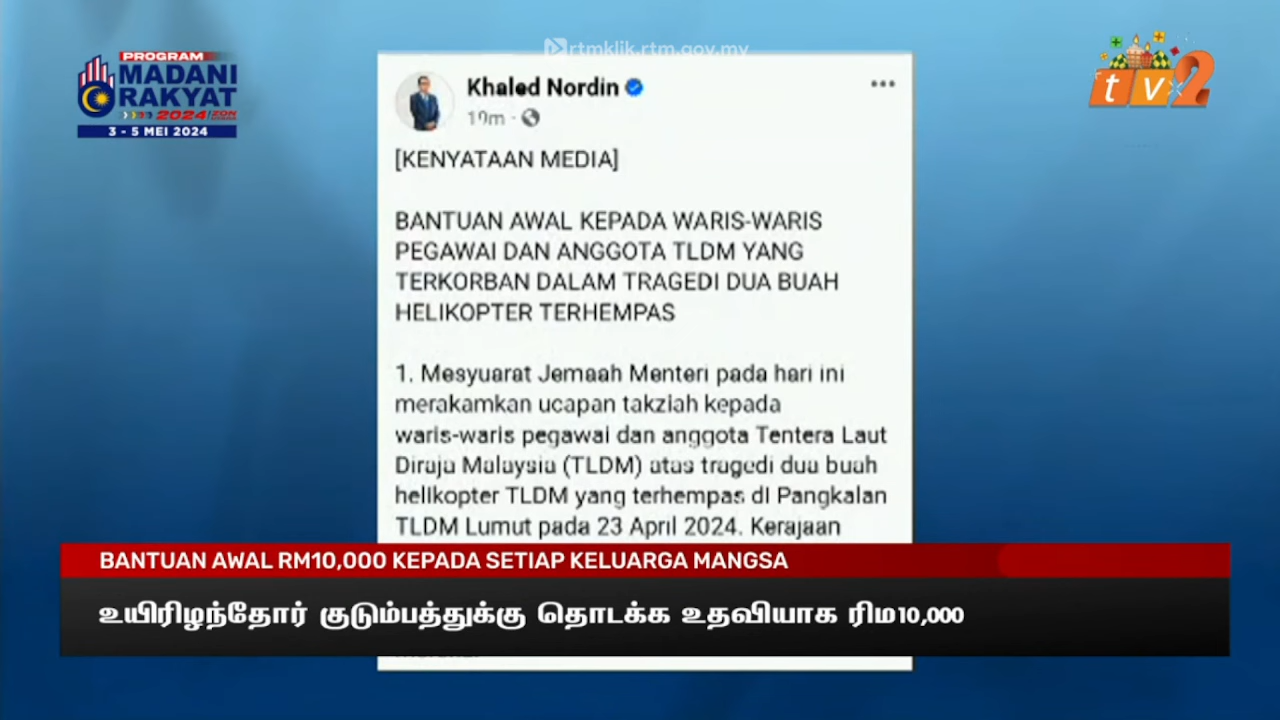 rtmklik.rtm.gov.my
PROGRAM
MADANI
RAKYAT
2024/ZON
3 - 5 MEI 2024
tv2
Khaled Nordin
19m
[KENYATAAN MEDIA]
BANTUAN AWAL KEPADA WARIS-WARIS
PEGAWAI DAN ANGGOTA TLDM YANG
TERKORBAN DALAM TRAGEDI DUA BUAH
HELIKOPTER TERHEMPAS
1. Mesyuarat Jemaah Menteri pada hari ini
merakamkan ucapan takziah kepada
waris-waris pegawai dan anggota Tentera Laut
Diraja Malaysia (TLDM) atas tragedi dua buah
helikopter TLDM yang terhempas di Pangkalan
TLDM Lumut pada 23 April 2024. Kerajaan
BANTUAN AWAL RM10,000 KEPADA SETIAP KELUARGA MANGSA
உயிரிழந்தோர் குடும்பத்துக்கு தொடக்க உதவியாக ரிம10,000